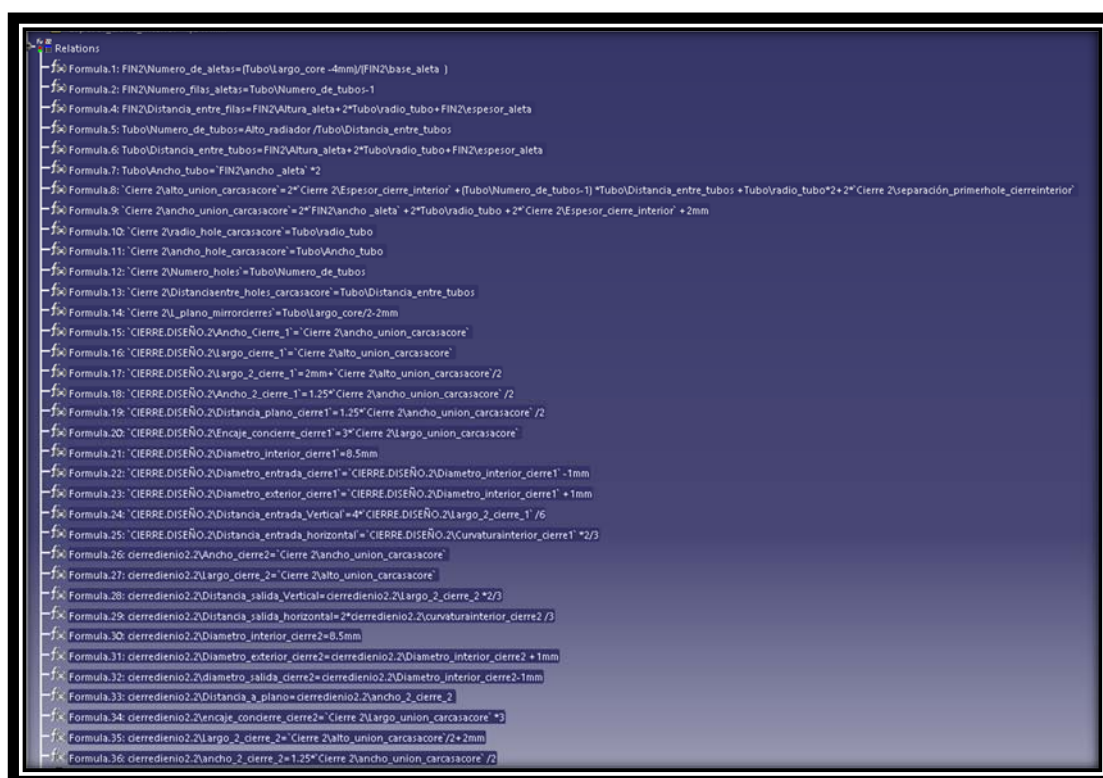 Relations
Formula.1: FIN2\Numero_de_aletas=(Tubo\Largo_core -4mm)/(FIN2\base_aleta )
Formula.2: FIN2\Numero_filas_aletas=Tubo\Numero_de_tubos-1
Formula.4: FIN2\Distancia_entre_filas=FIN2\Altura_aleta+2*Tubo\radio_tubo+FIN2\espesor_aleta
Formula.5: Tubo\Numero_de_tubos=Alto_radiador /Tubo\Distancia_entre_tubos
Formula.6: Tubo\Distancia_entre_tubos=FIN2\Altura_aleta+2*Tubo\radio_tubo+FIN2\espesor_aleta
Formula.7: Tubo\Ancho_tubo=`FIN2\ancho _aleta` *2
Formula.8: `Cierre 2\alto_union_carcasacore`=2*`Cierre 2\Espesor_cierre_interior` +(Tubo\Numero_de_tubos-1) *Tubo\Distancia_entre_tubos +Tubo\radio_tubo*2+2*`Cierre 2\separación_primerhole_cierreinterior`
Formula.9: `Cierre 2\ancho_union_carcasacore`=2*`FIN2\ancho _aleta` +2*Tubo\radio_tubo +2*`Cierre 2\Espesor_cierre_interior` +2mm
Formula.10: `Cierre 2\radio_hole_carcasacore`=Tubo\radio_tubo
Formula.11: `Cierre 2\ancho_hole_carcasacore`=Tubo\Ancho_tubo
Formula.12: `Cierre 2\Numero_holes`=Tubo\Numero_de_tubos
Formula.13: `Cierre 2\Distanciaentre_holes_carcasacore`=Tubo\Distancia_entre_tubos
Formula.14: `Cierre 2\L_plano_mirrorcierres`=Tubo\Largo_core/2-2mm
Formula.15: `CIERRE.DISEÑO.2\Ancho_Cierre_1`=`Cierre 2\ancho_union_carcasacore`
Formula.16: `CIERRE.DISEÑO.2\Largo_cierre_1`=`Cierre 2\alto_union_carcasacore`
Formula.17: `CIERRE.DISEÑO.2\Largo_2_cierre_1`=2mm+`Cierre 2\alto_union_carcasacore`/2
Formula.18: `CIERRE.DISEÑO.2\Ancho_2_cierre_1`=1.25*`Cierre 2\ancho_union_carcasacore` /2
Formula.19: `CIERRE.DISEÑO.2\Distancia_plano_cierre1`=1.25*`Cierre 2\ancho_union_carcasacore` /2
Formula.20: `CIERRE.DISEÑO.2\Encaje_concierre_cierre1`=3*`Cierre 2\Largo_union_carcasacore`
Formula.21: `CIERRE.DISEÑO.2\Diametro_interior_cierre1`=8.5mm
Formula.22: `CIERRE.DISEÑO.2\Diametro_entrada_cierre1`=`CIERRE.DISEÑO.2\Diametro_interior_cierre1` -1mm
Formula.23: `CIERRE.DISEÑO.2\Diametro_exterior_cierre1`=`CIERRE.DISEÑO.2\Diametro_interior_cierre1` +1mm
Formula.24: `CIERRE.DISEÑO.2\Distancia_entrada_Vertical`=4*`CIERRE.DISEÑO.2\Largo_2_cierre_1` /6
Formula.25: `CIERRE.DISEÑO.2\Distancia_entrada_horizontal`=`CIERRE.DISEÑO.2\Curvaturainterior_cierre1` *2/3
Formula.26: cierredienio2.2\Ancho_cierre2=`Cierre 2\ancho_union_carcasacore`
Formula.27: cierredienio2.2\Largo_cierre_2=`Cierre 2\alto_union_carcasacore`
Formula.28: cierredienio2.2\Distancia_salida_Vertical=cierredienio2.2\Largo_2_cierre_2 *2/3
Formula.29: cierredienio2.2\Distancia_salida_horizontal=2*cierredienio2.2\curvaturainterior_cierre2 /3
Formula.30: cierredienio2.2\Diametro_interior_cierre2=8.5mm
Formula.31: cierredienio2.2\Diametro_exterior_cierre2=cierredienio2.2\Diametro_interior_cierre2 +1mm
Formula.32: cierredienio2.2\diametro_salida_cierre2=cierredienio2.2\Diametro_interior_cierre2-1mm
Formula.33: cierredienio2.2\Distancia_a_plano=cierredienio2.2\ancho_2_cierre_2
Formula.34: cierredienio2.2\encaje_concierre_cierre2=`Cierre 2\Largo_union_carcasacore` *3
Formula.35: cierredienio2.2\Largo_2_cierre_2=`Cierre 2\alto_union_carcasacore`/2+2mm
Formula.36: cierredienio2.2\ancho_2_cierre_2=1.25*`Cierre 2\ancho_union_carcasacore` /2